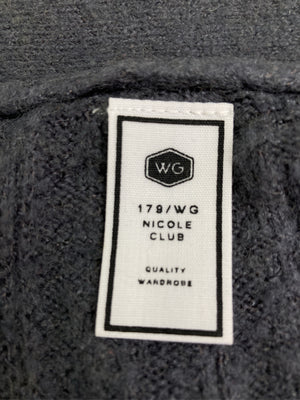 WG
179/WG
NICOLE
CLUB
QUALITY
WARDROBE